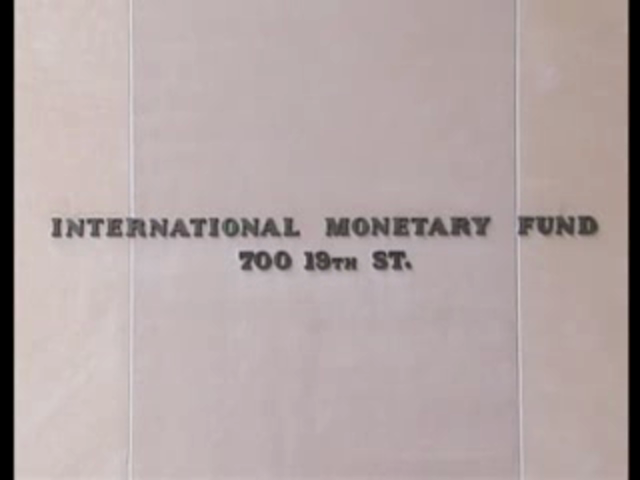 INTERNATIONAL MONETARY FUND
700 19TH ST.